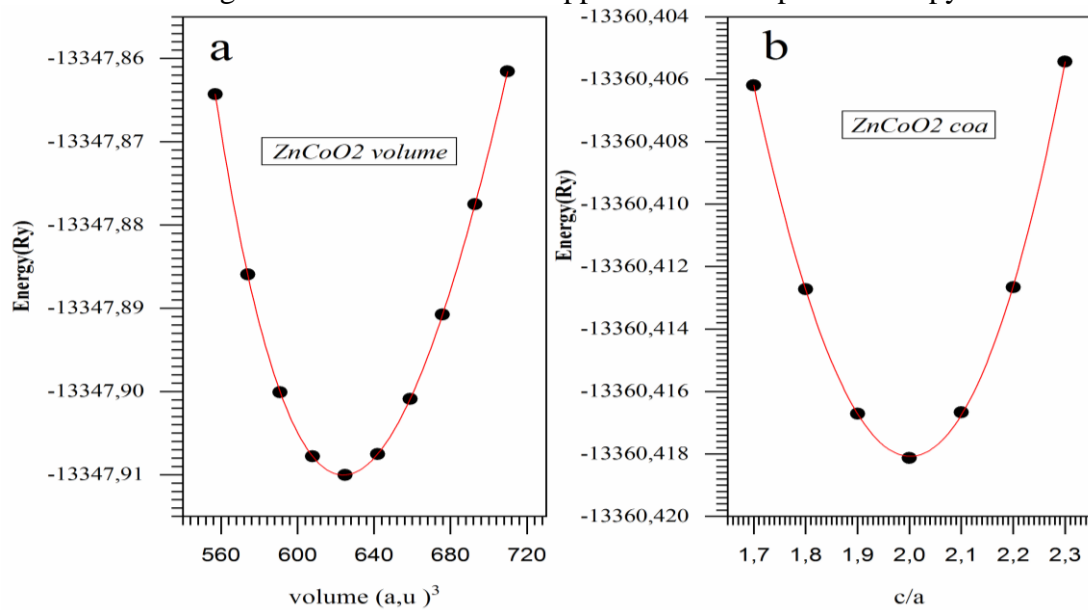 a
ZnCoO2 volume
Energy(Ry)
-13347,86
-13347,87
-13347,88
-13347,89
-13347,90
-13347,91
560 600 640 680 720
volume (a,u )³
b
ZnCoO2 coa
Energy(Ry)
-13360,404
-13360,406
-13360,408
-13360,410
-13360,412
-13360,414
-13360,416
-13360,418
-13360,420
1,7 1,8 1,9 2,0 2,1 2,2 2,3
c/a